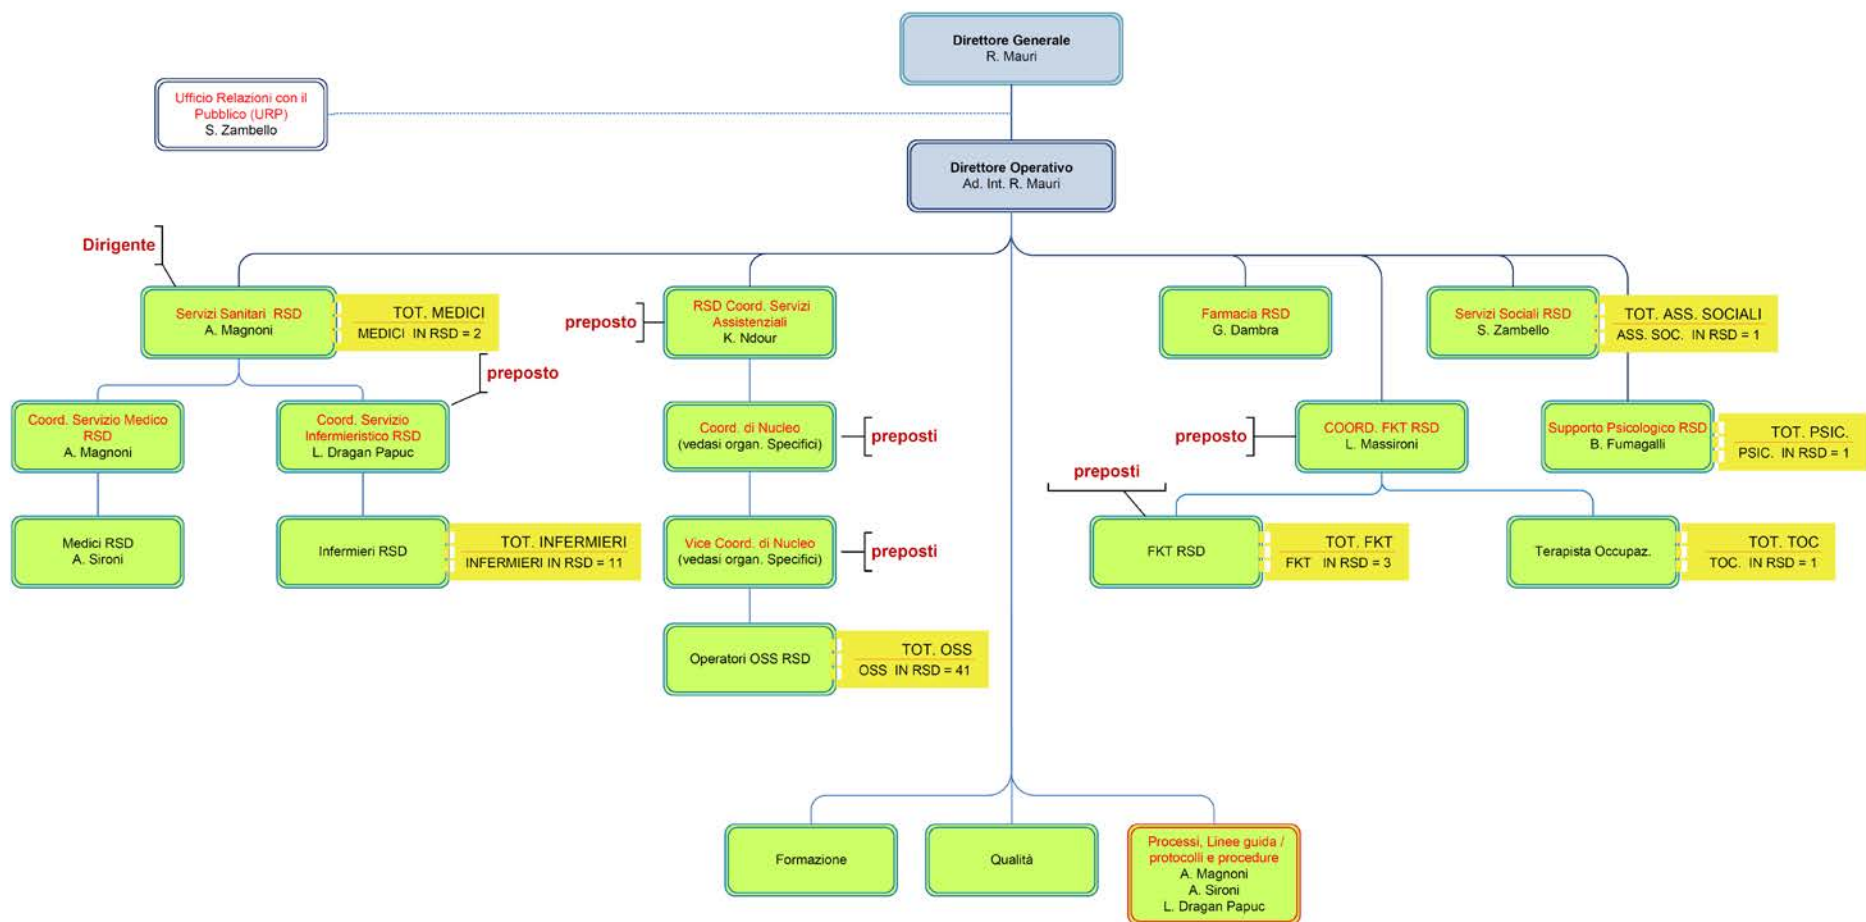 Direttore Generale
R. Mauri
Ufficio Relazioni con il
Pubblico (URP)
S. Zambello
Direttore Operativo
Ad. Int. R. Mauri
Dirigente
Servizi Sanitari RSD
A. Magnoni
TOT. MEDICI
MEDICI IN RSD = 2
preposto
RSD Coord. Servizi
Assistenziali
K. Ndour
Farmacia RSD
G. Dambra
Servizi Sociali RSD
S. Zambello
TOT. ASS. SOCIALI
ASS. SOC. IN RSD = 1
preposto
Coord. Servizio Medico
RSD
A. Magnoni
Coord. Servizio
Infermieristico RSD
L. Dragan Papuc
Coord. di Nucleo
(vedasi organ. Specifici)
preposti
preposto
COORD. FKT RSD
L. Massironi
Supporto Psicologico RSD
B. Fumagalli
TOT. PSIC.
PSIC. IN RSD = 1
preposti
Medici RSD
A. Sironi
Infermieri RSD
TOT. INFERMIERI
INFERMIERI IN RSD = 11
Vice Coord. di Nucleo
(vedasi organ. Specifici)
preposti
FKT RSD
TOT. FKT
FKT IN RSD = 3
Terapista Occupaz.
TOT. TOC
TOC. IN RSD = 1
Operatori OSS RSD
TOT. OSS
OSS IN RSD = 41
Formazione
Qualità
Processi, Linee guida /
protocolli e procedure
A. Magnoni
A. Sironi
L. Dragan Papuc